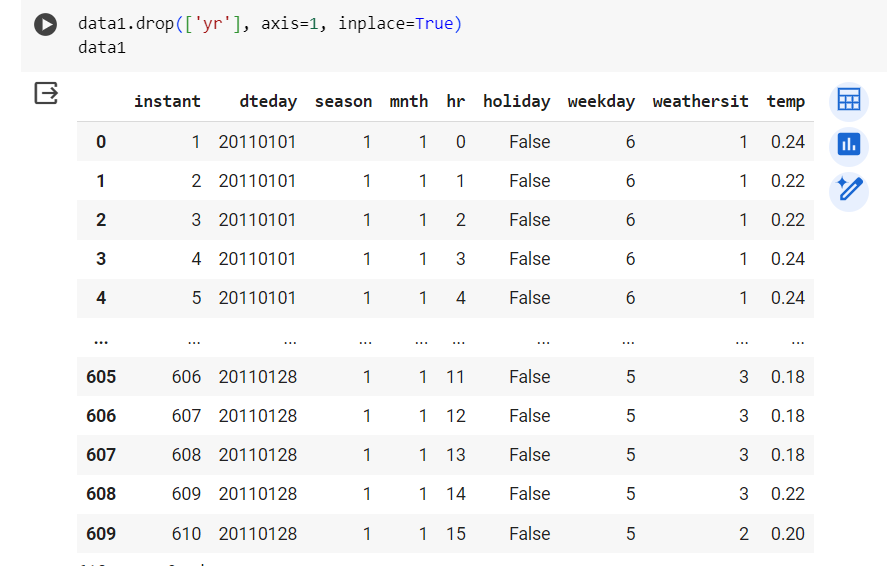 data1.drop(['yr'], axis=1, inplace=True)
data1
instant dteday season mnth hr holiday weekday weathersit temp
0 1 20110101 1 1 0 False 6 1 0.24
1 2 20110101 1 1 1 False 6 1 0.22
2 3 20110101 1 1 2 False 6 1 0.22
3 4 20110101 1 1 3 False 6 1 0.24
4 5 20110101 1 1 4 False 6 1 0.24
... ... ... ... ... ... ... ... ... ...
605 606 20110128 1 1 11 False 5 3 0.18
606 607 20110128 1 1 12 False 5 3 0.18
607 608 20110128 1 1 13 False 5 3 0.18
608 609 20110128 1 1 14 False 5 3 0.22
609 610 20110128 1 1 15 False 5 2 0.20